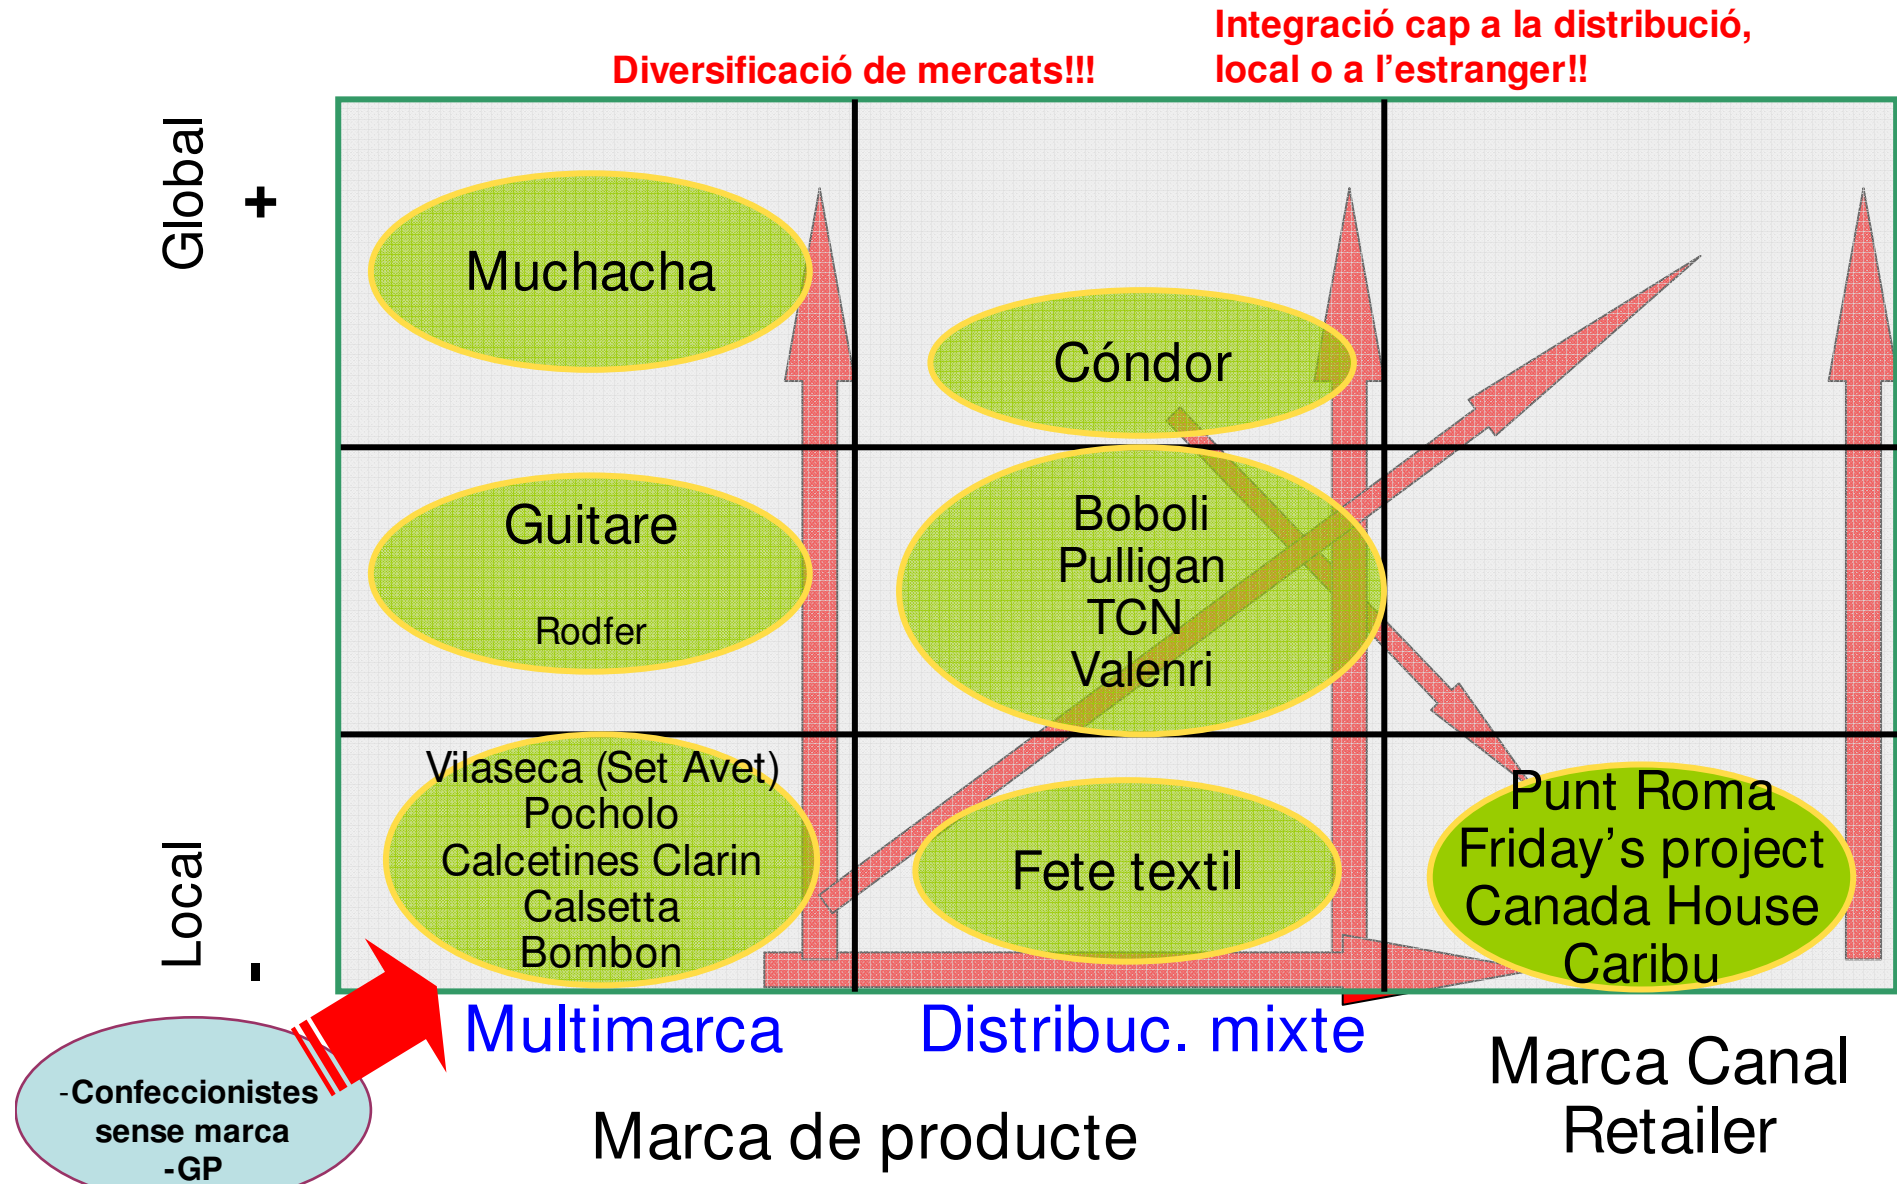 Integració cap a la distribució,
local o a l'estranger!!
Diversificació de mercats!!!
Global
+
Muchacha
Cóndor
Guitare
Rodfer
Boboli
Pulligan
TCN
Valenri
Local
-
Vilaseca (Set Avet)
Pocholo
Calcetines Clarin
Calsetta
Bombon
Fete textil
Punt Roma
Friday's project
Canada House
Caribu
Multimarca
Distribuc. mixte
Marca Canal
Retailer
Marca de producte
-Confeccionistes
sense marca
-GP